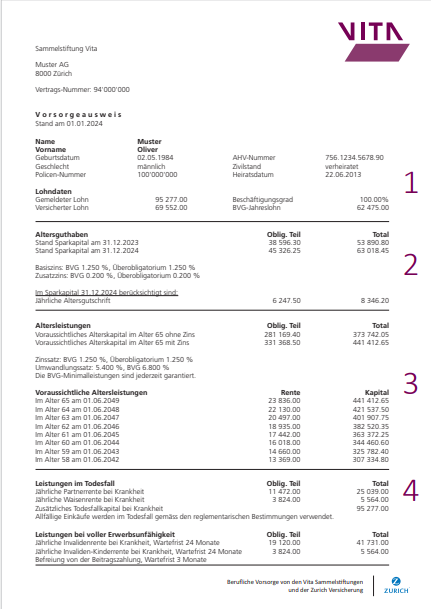 VITA
Sammelstiftung Vita
Muster AG
8000 Zürich
Vertrags-Nummer: 94'000'000
Vorsorgeausweis
Stand am 01.01.2024
Name Muster
Vorname Oliver
Geburtsdatum 02.05.1984 AHV-Nummer 756.1234.5678.90
Geschlecht männlich Zivilstand verheiratet
Policen-Nummer 100'000'000 Heiratsdatum 22.06.2013
1
Lohndaten
Gemeldeter Lohn 95 277.00 Beschäftigungsgrad 100.00%
Versicherter Lohn 69 552.00 BVG-Jahreslohn 62 475.00
Altersguthaben Oblig. Teil Total
Stand Sparkapital am 31.12.2023 38 596.30 53 890.80
Stand Sparkapital am 31.12.2024 45 326.25 63 018.45
2
Basiszins: BVG 1.250 %, Überobligatorium 1.250 %
Zusatzzins: BVG 0.200 %, Überobligatorium 0.200 %
Im Sparkapital 31.12.2024 berücksichtigt sind:
Jährliche Altersgutschrift 6 247.50 8 346.20
Altersleistungen Oblig. Teil Total
Voraussichtliches Alterskapital im Alter 65 ohne Zins 281 169.40 373 742.05
Voraussichtliches Alterskapital im Alter 65 mit Zins 331 368.50 441 412.65
Zinssatz: BVG 1.250 %, Überobligatorium 1.250 %
Umwandlungssatz: 5.400 %, BVG 6.800 %
Die BVG-Minimalleistungen sind jederzeit garantiert.
3
Voraussichtliche Altersleistungen Rente Kapital
Im Alter 65 am 01.06.2049 23 836.00 441 412.65
Im Alter 64 am 01.06.2048 22 130.00 421 537.50
Im Alter 63 am 01.06.2047 20 497.00 401 907.75
Im Alter 62 am 01.06.2046 18 935.00 382 520.35
Im Alter 61 am 01.06.2045 17 442.00 363 372.25
Im Alter 60 am 01.06.2044 16 018.00 344 460.60
Im Alter 59 am 01.06.2043 14 660.00 325 782.40
Im Alter 58 am 01.06.2042 13 369.00 307 334.80
Leistungen im Todesfall Oblig. Teil Total
4
Jährliche Partnerrente bei Krankheit 11 472.00 25 039.00
Jährliche Waisenrente bei Krankheit 3 824.00 5 564.00
Zusätzliches Todesfallkapital bei Krankheit 95 277.00
Allfällige Einkäufe werden im Todesfall gemäss den reglementarischen Bestimmungen verwendet.
Leistungen bei voller Erwerbsunfähigkeit Oblig. Teil Total
Jährliche Invalidenrente bei Krankheit, Wartefrist 24 Monate 19 120.00 41 731.00
Jährliche Invaliden-Kinderrente bei Krankheit, Wartefrist 24 Monate 3 824.00 5 564.00
Befreiung von der Beitragszahlung, Wartefrist 3 Monate
Berufliche Vorsorge von den Vita Sammelstiftungen
und der Zurich Versicherung
ZURICH